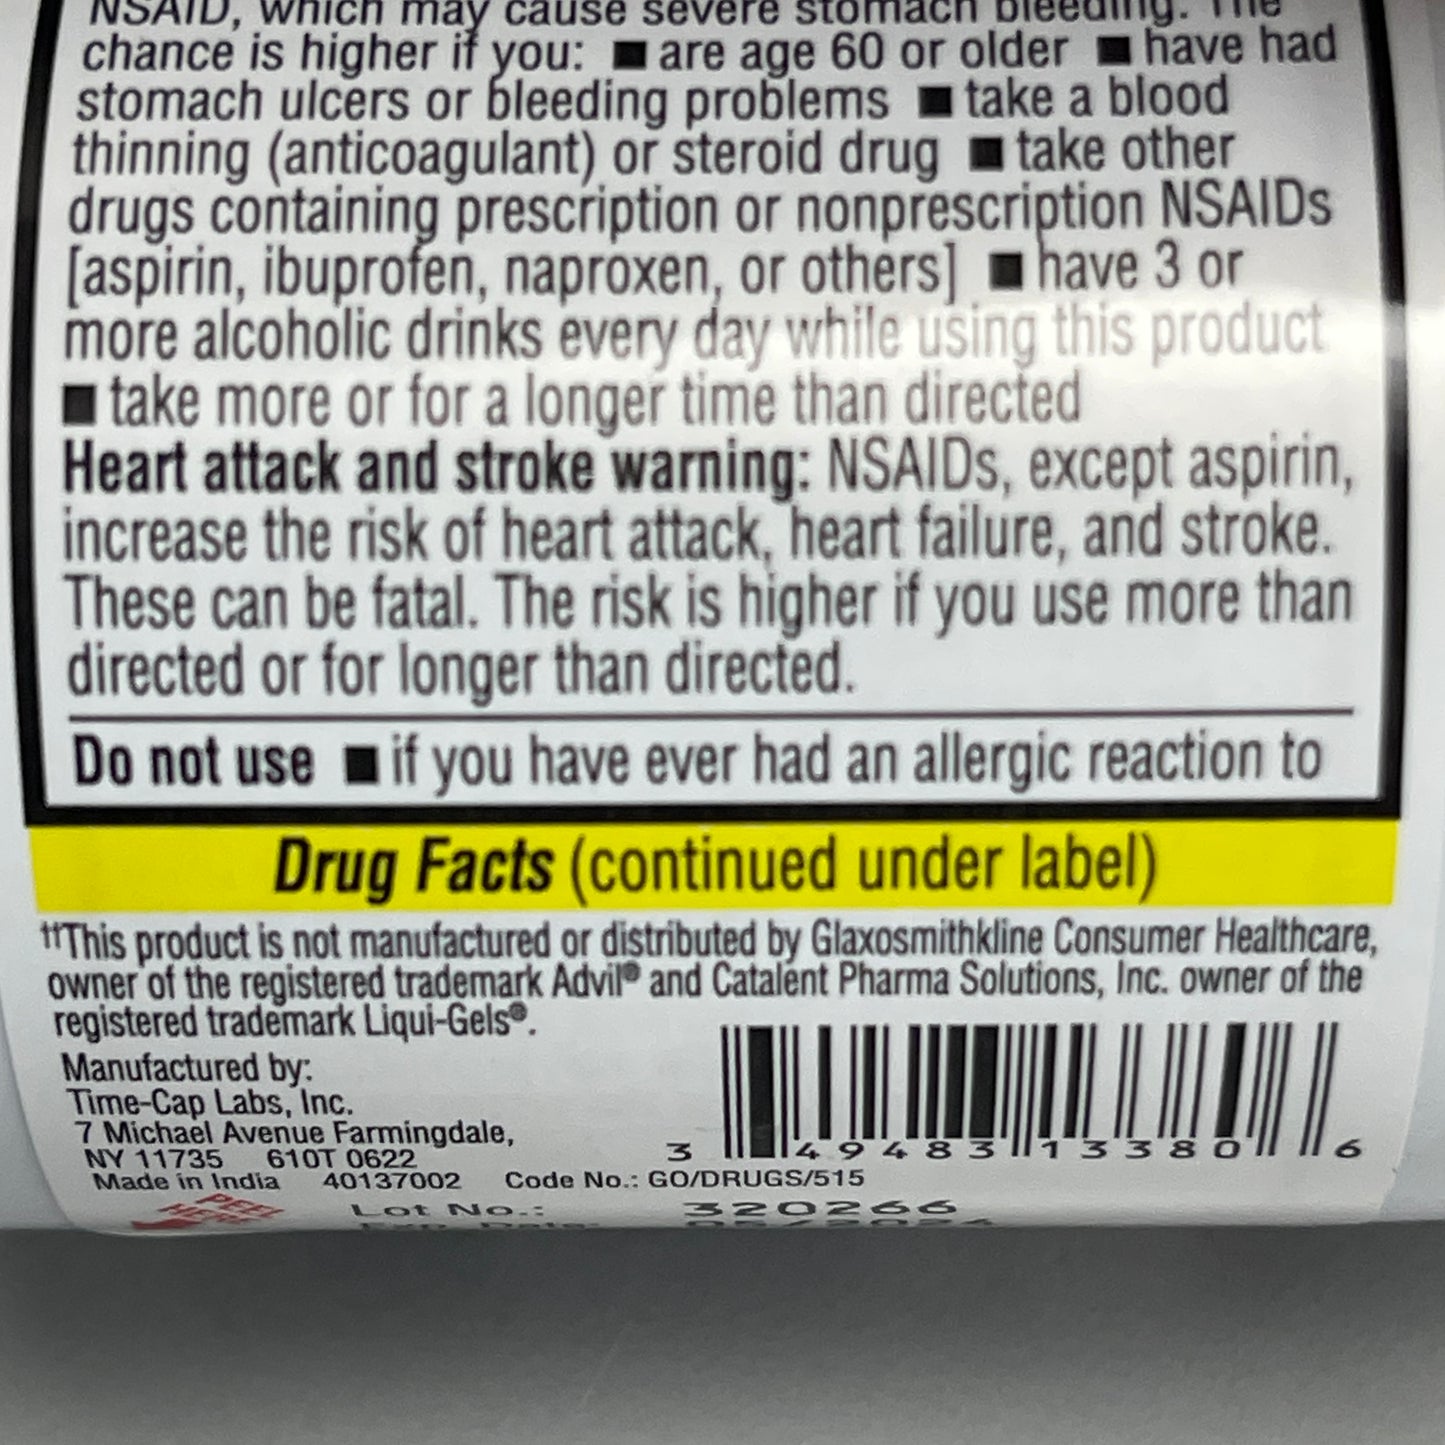 NSAID, which may cause severe stomach bleeding. The
chance is higher if you: ■ are age 60 or older ■ have had
stomach ulcers or bleeding problems ■ take a blood
thinning (anticoagulant) or steroid drug ■ take other
drugs containing prescription or nonprescription NSAIDs
[aspirin, ibuprofen, naproxen, or others] ■ have 3 or
more alcoholic drinks every day while using this product
■ take more or for a longer time than directed
Heart attack and stroke warning: NSAIDs, except aspirin,
increase the risk of heart attack, heart failure, and stroke.
These can be fatal. The risk is higher if you use more than
directed or for longer than directed.
Do not use ■ if you have ever had an allergic reaction to
Drug Facts (continued under label)
††This product is not manufactured or distributed by Glaxosmithkline Consumer Healthcare,
owner of the registered trademark Advil® and Catalent Pharma Solutions, Inc. owner of the
registered trademark Liqui-Gels®.
Manufactured by:
Time-Cap Labs, Inc.
7 Michael Avenue Farmingdale,
NY 11735 610T 0622
Made in India 40137002 Code No.: GO/DRUGS/515
3 49483 13380 6
PEEL
HERE
Lot No.: 320266
Exp. Date: 05/2024